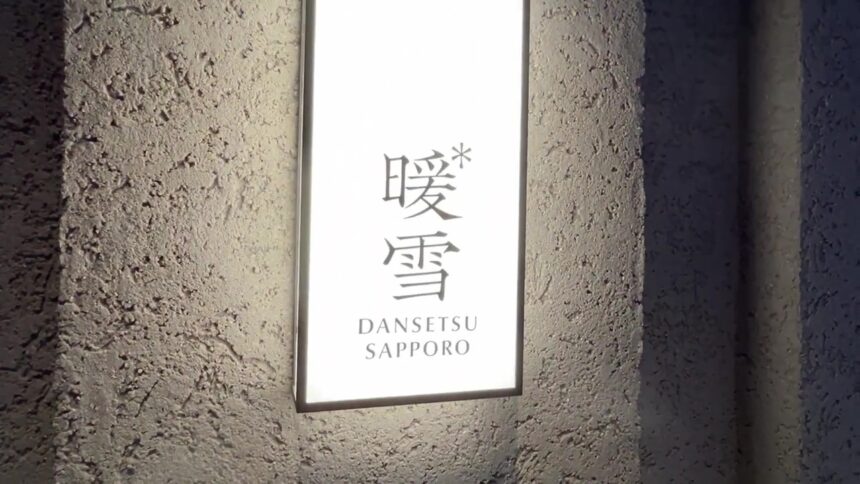 暖*
雪
DANSETSU
SAPPORO